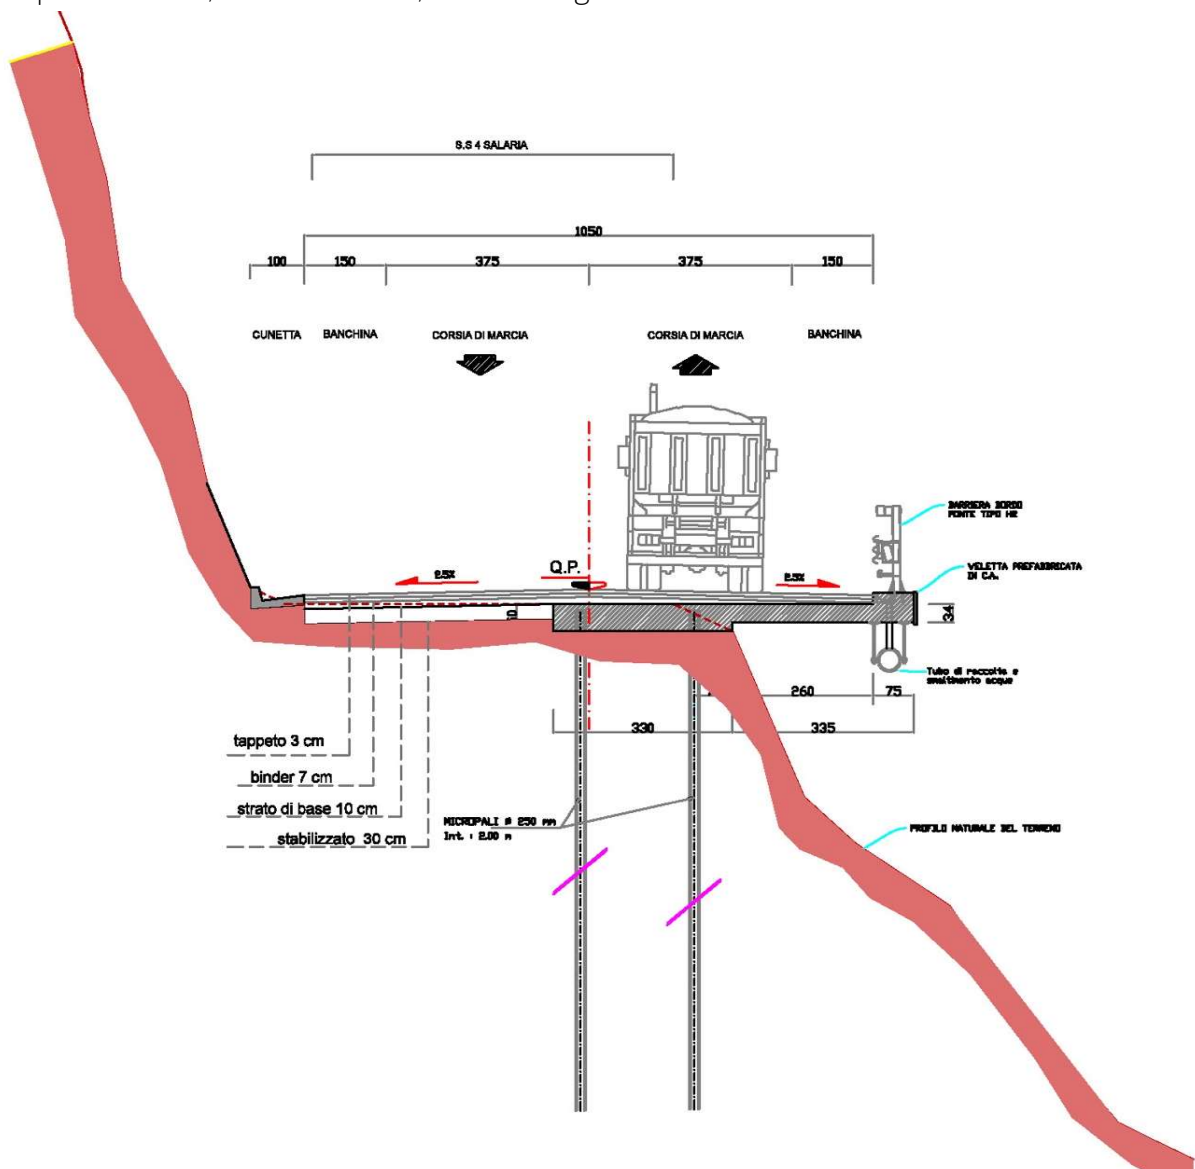 S.S 4 SALARIA
1050
100 150 375 375 150
CUNETTA BANCHINA CORSIA DI MARCIA CORSIA DI MARCIA BANCHINA
BARRIERA BORDO
PONTE TIPO H2
Q.P.
2.5% 2.5%
VELETTA PREFABBRICATA
IN C.A.
34
Tubo di raccolta e
smaltimento acque
260 75
330 335
tappeto 3 cm
binder 7 cm
strato di base 10 cm
stabilizzato 30 cm
MICROPALI ø 250 mm
Int. : 2.00 m
PROFILO NATURALE DEL TERRENO